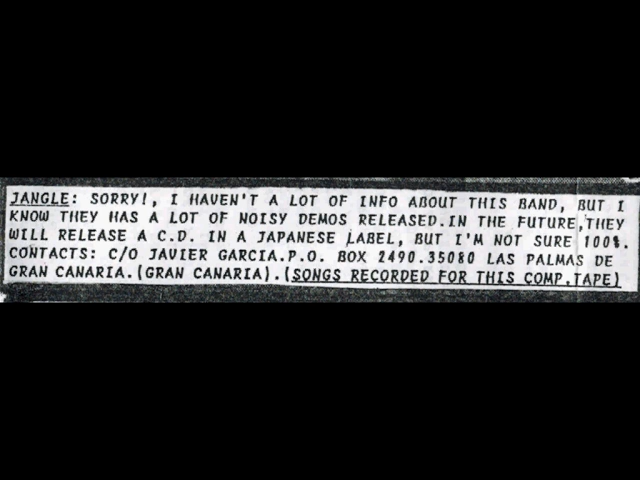 JANGLE: SORRY!, I HAVEN'T A LOT OF INFO ABOUT THIS BAND, BUT I
KNOW THEY HAS A LOT OF NOISY DEMOS RELEASED.IN THE FUTURE,THEY
WILL RELEASE A C.D. IN A JAPANESE LABEL, BUT I'M NOT SURE 100%.
CONTACTS: C/O JAVIER GARCIA.P.O. BOX 2490.35080 LAS PALMAS DE
GRAN CANARIA.(GRAN CANARIA).(SONGS RECORDED FOR THIS COMP.TAPE)